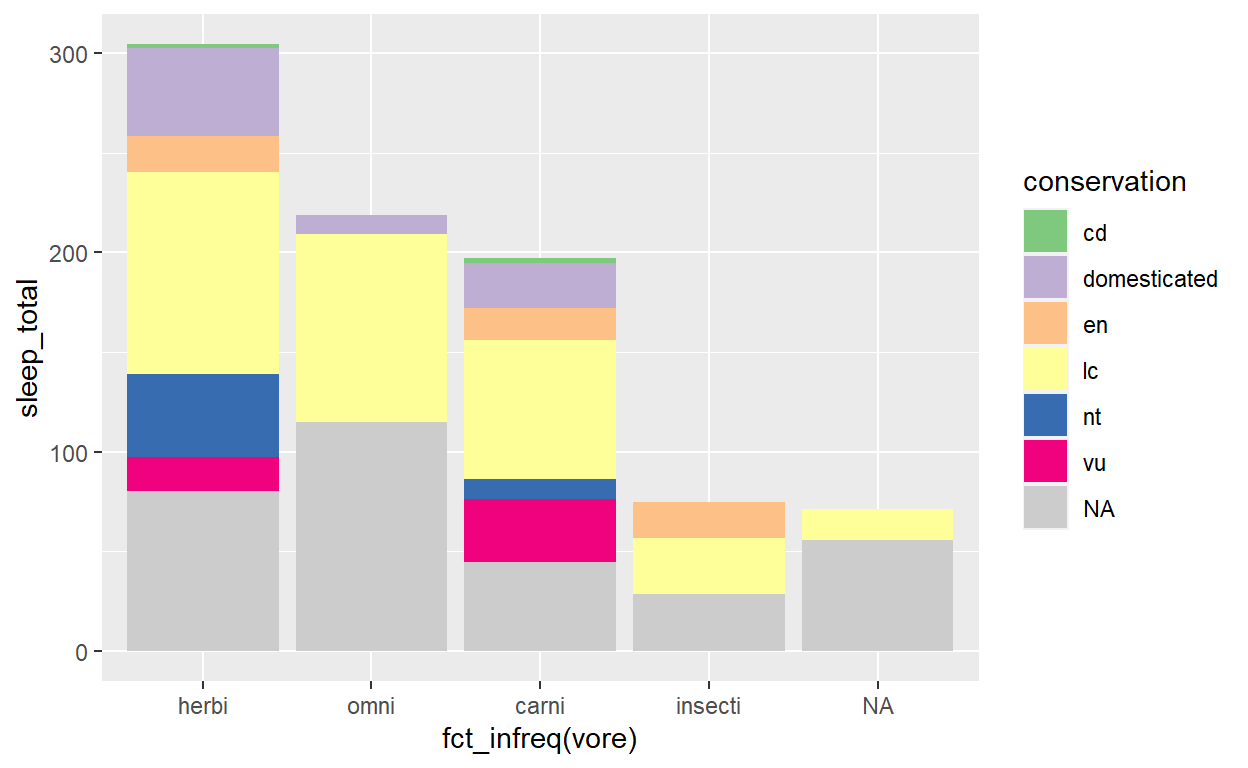 300
200
100
0
sleep_total
herbi
omni
carni
insecti
NA
fct_infreq(vore)
conservation
cd
domesticated
en
lc
nt
vu
NA